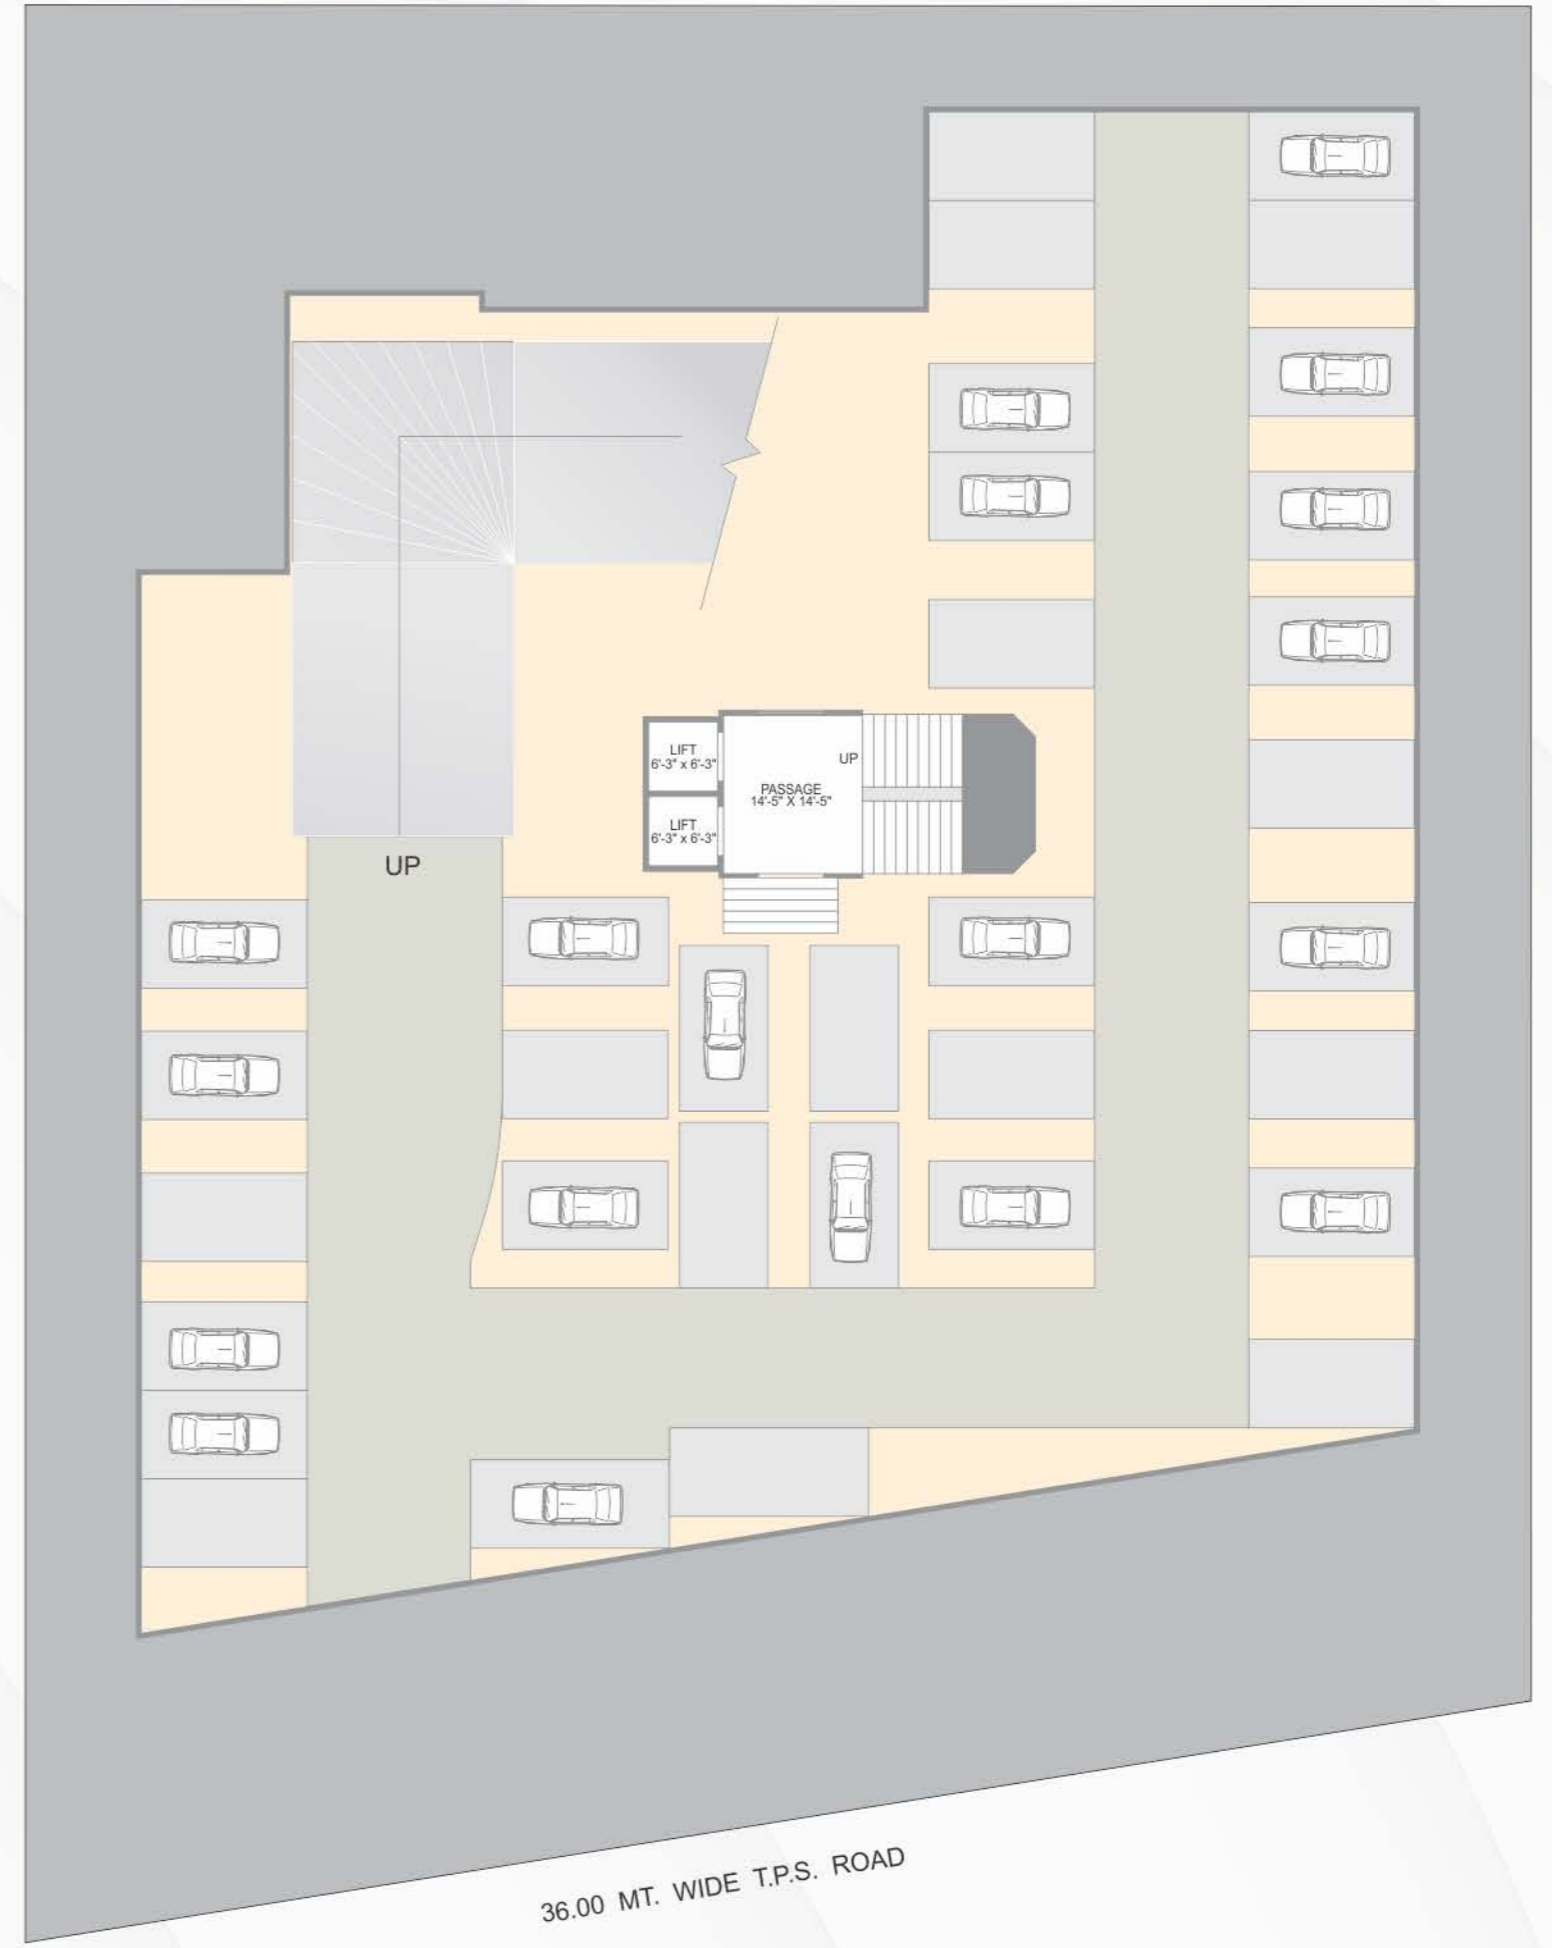 LIFT
6'-3" x 6'-3"
UP
PASSAGE
14'-5" X 14'-5"
LIFT
6'-3" x 6'-3"
UP
36.00 MT. WIDE T.P.S. ROAD